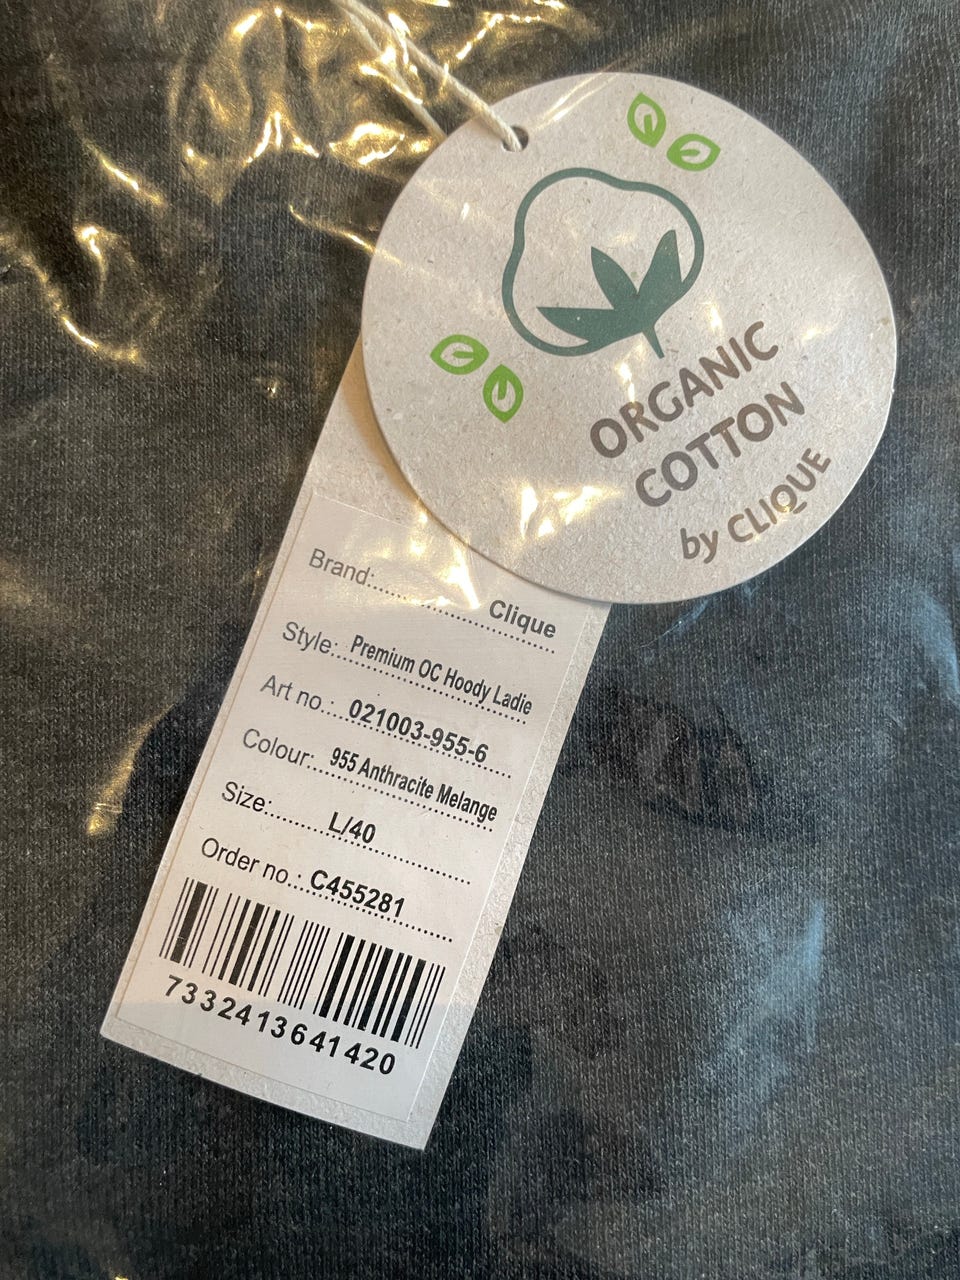 ORGANIC
COTTON
by CLIQUE
Brand: Clique
Style: Premium OC Hoody Ladie
Art no.: 021003-955-6
Colour: 955 Anthracite Melange
Size: L/40
Order no.: C455281
7332413641420